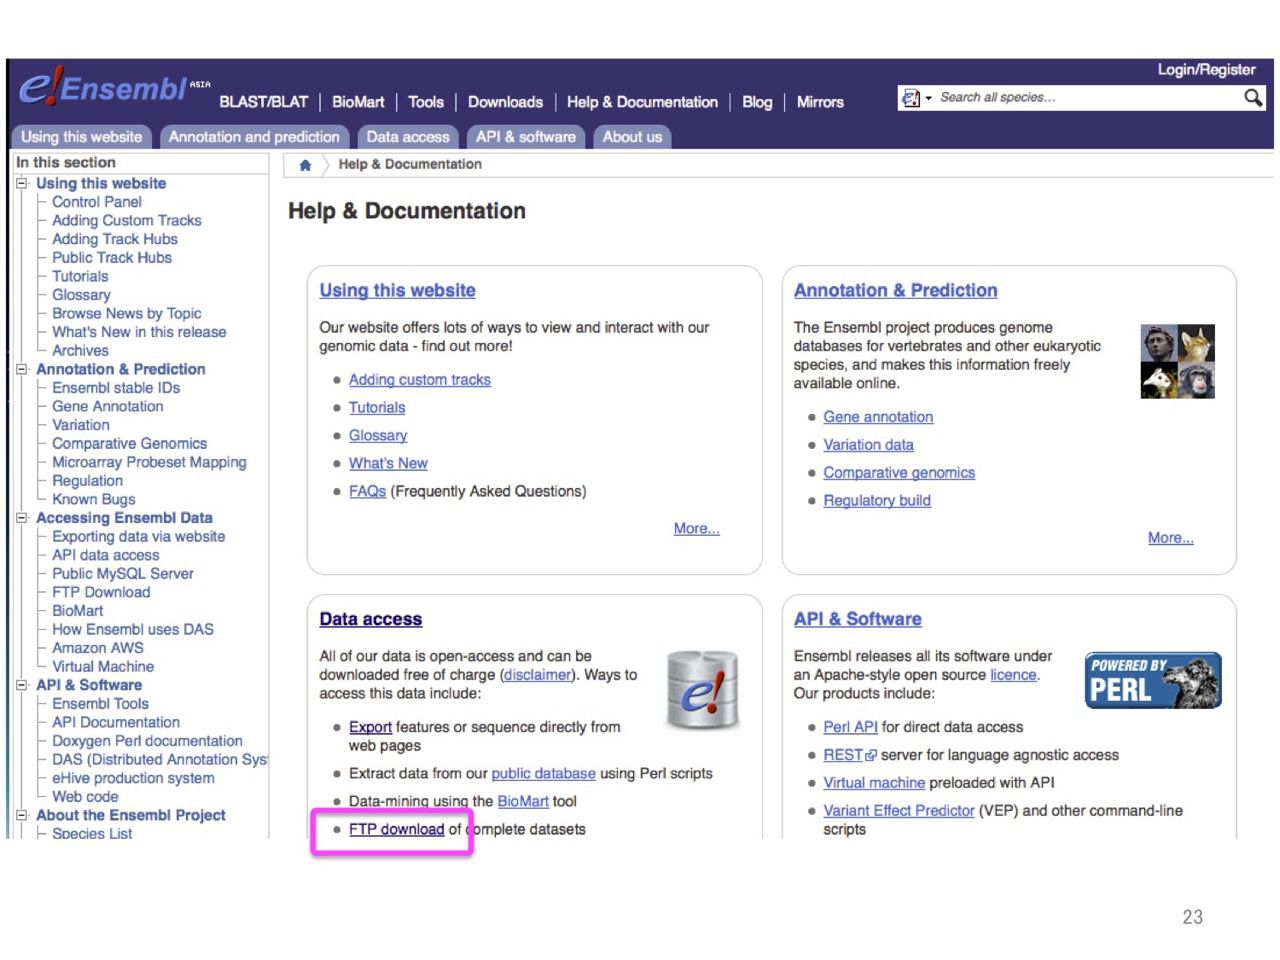 Login/Register
e!Ensembl ASIA
BLAST/BLAT | BioMart | Tools | Downloads | Help & Documentation | Blog | Mirrors
Search all species...
Using this website
Annotation and prediction
Data access
API & software
About us
In this section
Using this website
Control Panel
Adding Custom Tracks
Adding Track Hubs
Public Track Hubs
Tutorials
Glossary
Browse News by Topic
What's New in this release
Archives
Annotation & Prediction
Ensembl stable IDs
Gene Annotation
Variation
Comparative Genomics
Microarray Probeset Mapping
Regulation
Known Bugs
Accessing Ensembl Data
Exporting data via website
API data access
Public MySQL Server
FTP Download
BioMart
How Ensembl uses DAS
Amazon AWS
Virtual Machine
API & Software
Ensembl Tools
API Documentation
Doxygen Perl documentation
DAS (Distributed Annotation Sys
eHive production system
Web code
About the Ensembl Project
Species List
Help & Documentation
Help & Documentation
Using this website
Our website offers lots of ways to view and interact with our
genomic data - find out more!
Adding custom tracks
Tutorials
Glossary
What's New
FAQs (Frequently Asked Questions)
More...
Annotation & Prediction
The Ensembl project produces genome
databases for vertebrates and other eukaryotic
species, and makes this information freely
available online.
Gene annotation
Variation data
Comparative genomics
Regulatory build
More...
Data access
All of our data is open-access and can be
downloaded free of charge (disclaimer). Ways to
access this data include:
e!
Export features or sequence directly from
web pages
Extract data from our public database using Perl scripts
Data-mining using the BioMart tool
FTP download of complete datasets
API & Software
Ensembl releases all its software under
an Apache-style open source licence.
Our products include:
POWERED BY
PERL
Perl API for direct data access
REST server for language agnostic access
Virtual machine preloaded with API
Variant Effect Predictor (VEP) and other command-line
scripts
23